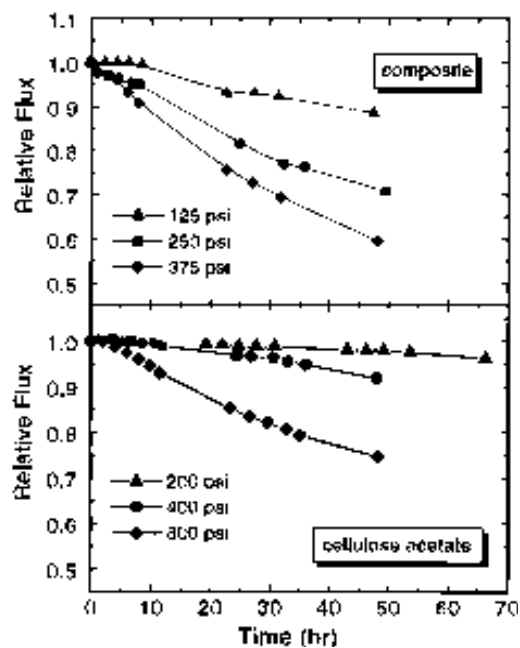 1.1
1.0
0.9
0.8
0.7
0.6
0.5
Relative Flux
composite
125 psi
250 psi
375 psi
1.0
0.9
0.8
0.7
0.6
0.5
Relative Flux
200 psi
400 psi
800 psi
cellulose acetate
0 10 20 30 40 50 60 70
Time (hr)